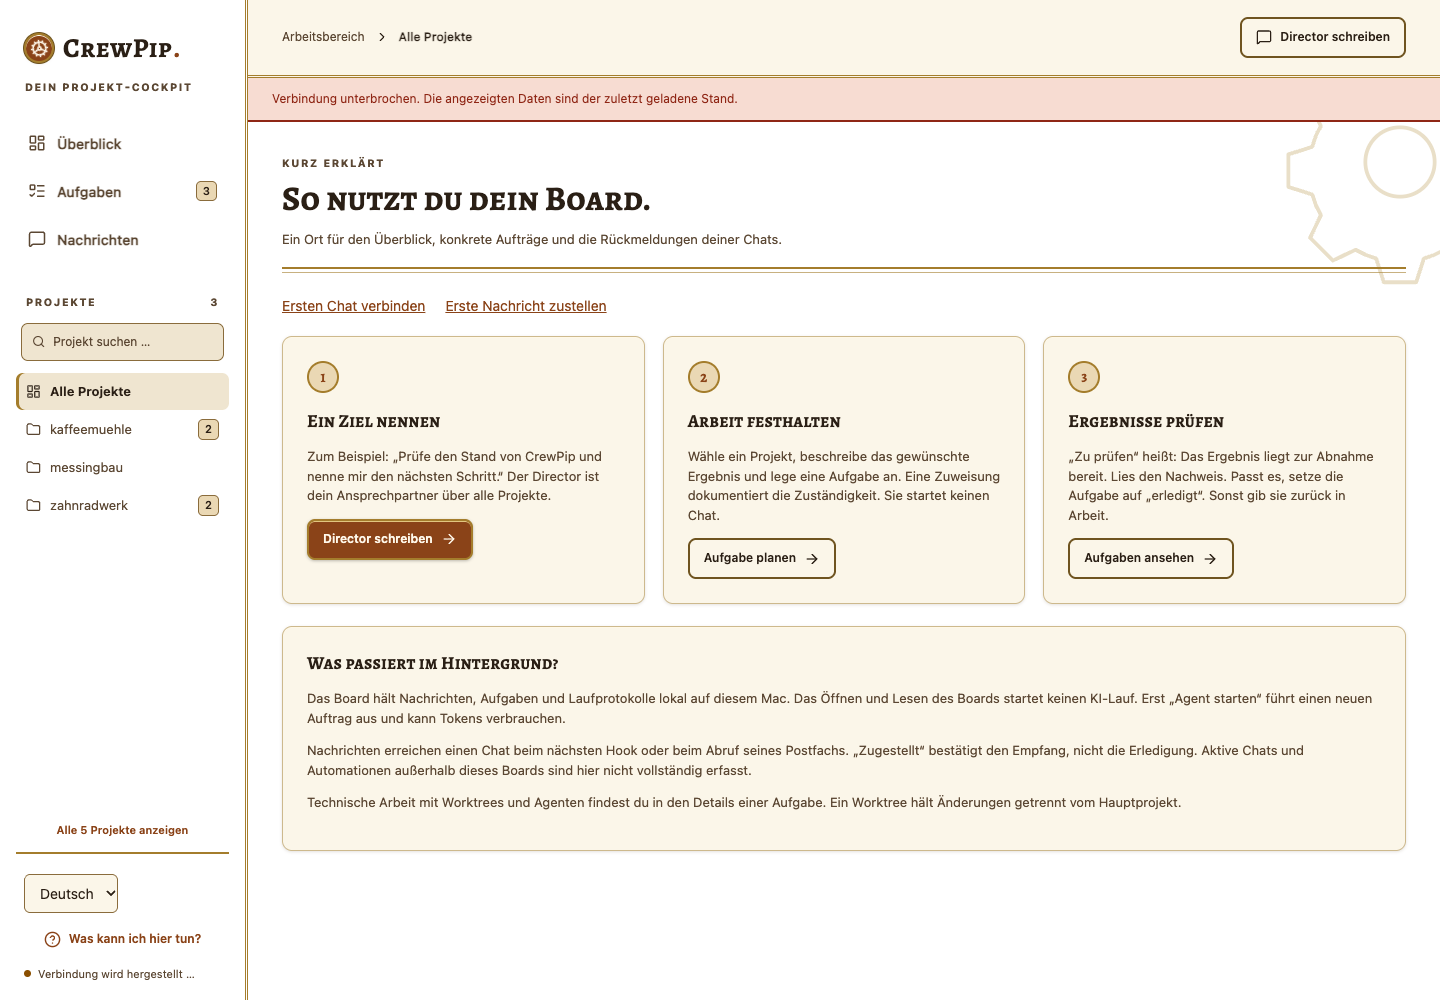 CrewPip.
DEIN PROJEKT-COCKPIT
Überblick
Aufgaben 3
Nachrichten
PROJEKTE 3
Projekt suchen ...
Alle Projekte
kaffeemuehle 2
messingbau
zahnradwerk 2
Alle 5 Projekte anzeigen
Deutsch
Was kann ich hier tun?
Verbindung wird hergestellt ...
Arbeitsbereich > Alle Projekte
Director schreiben
Verbindung unterbrochen. Die angezeigten Daten sind der zuletzt geladene Stand.
KURZ ERKLÄRT
So nutzt du dein Board.
Ein Ort für den Überblick, konkrete Aufträge und die Rückmeldungen deiner Chats.
Ersten Chat verbinden Erste Nachricht zustellen
1
Ein Ziel nennen
Zum Beispiel: „Prüfe den Stand von CrewPip und
nenne mir den nächsten Schritt.“ Der Director ist
dein Ansprechpartner über alle Projekte.
Director schreiben →
2
Arbeit festhalten
Wähle ein Projekt, beschreibe das gewünschte
Ergebnis und lege eine Aufgabe an. Eine Zuweisung
dokumentiert die Zuständigkeit. Sie startet keinen
Chat.
Aufgabe planen →
3
Ergebnisse prüfen
„Zu prüfen“ heißt: Das Ergebnis liegt zur Abnahme
bereit. Lies den Nachweis. Passt es, setze die
Aufgabe auf „erledigt“. Sonst gib sie zurück in
Arbeit.
Aufgaben ansehen →
Was passiert im Hintergrund?
Das Board hält Nachrichten, Aufgaben und Laufprotokolle lokal auf diesem Mac. Das Öffnen und Lesen des Boards startet keinen KI-Lauf. Erst „Agent starten“ führt einen neuen
Auftrag aus und kann Tokens verbrauchen.
Nachrichten erreichen einen Chat beim nächsten Hook oder beim Abruf seines Postfachs. „Zugestellt“ bestätigt den Empfang, nicht die Erledigung. Aktive Chats und
Automationen außerhalb dieses Boards sind hier nicht vollständig erfasst.
Technische Arbeit mit Worktrees und Agenten findest du in den Details einer Aufgabe. Ein Worktree hält Änderungen getrennt vom Hauptprojekt.